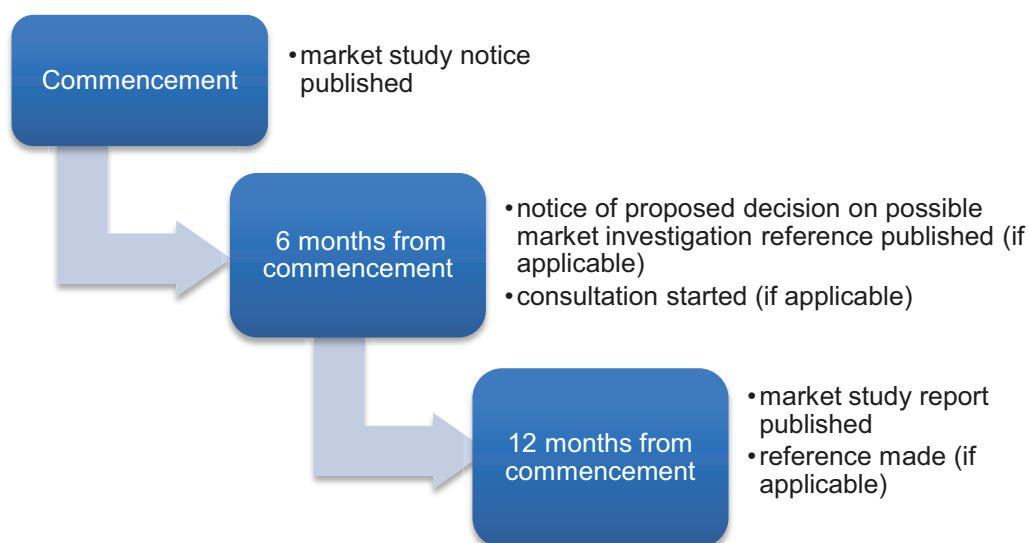 Commencement
•market study notice
published
6 months from
commencement
•notice of proposed decision on possible
market investigation reference published (if
applicable)
•consultation started (if applicable)
12 months from
commencement
•market study report
published
•reference made (if
applicable)